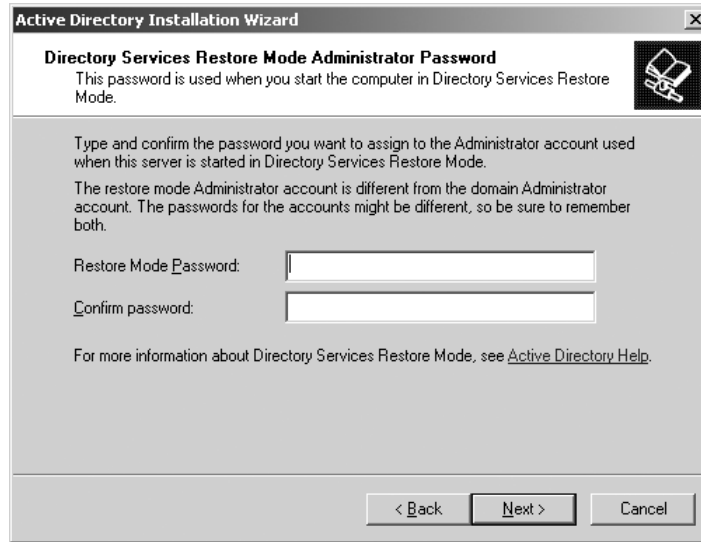 Active Directory Installation Wizard
Directory Services Restore Mode Administrator Password
This password is used when you start the computer in Directory Services Restore
Mode.
Type and confirm the password you want to assign to the Administrator account used
when this server is started in Directory Services Restore Mode.
The restore mode Administrator account is different from the domain Administrator
account. The passwords for the accounts might be different, so be sure to remember
both.
Restore Mode Password:
Confirm password:
For more information about Directory Services Restore Mode, see Active Directory Help.
< Back Next > Cancel